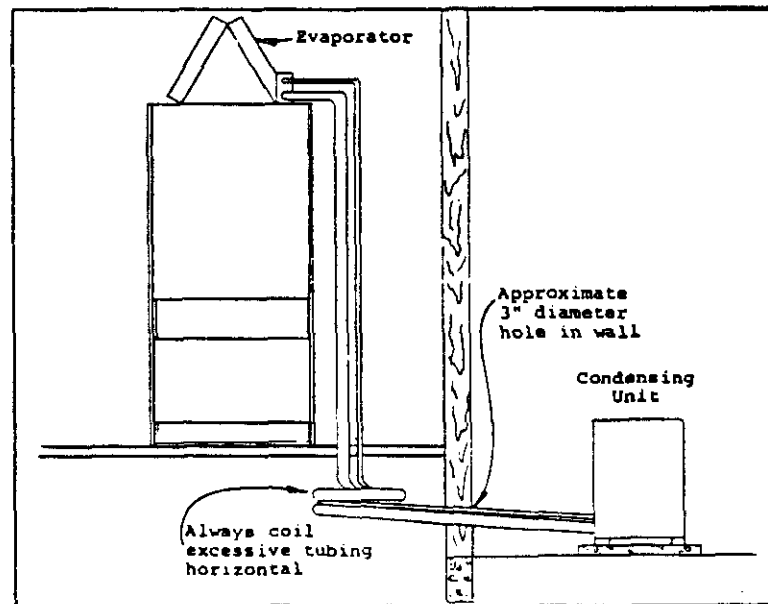 Evaporator
Approximate
3" diameter
hole in wall
Condensing
Unit
Always coil
excessive tubing
horizontal